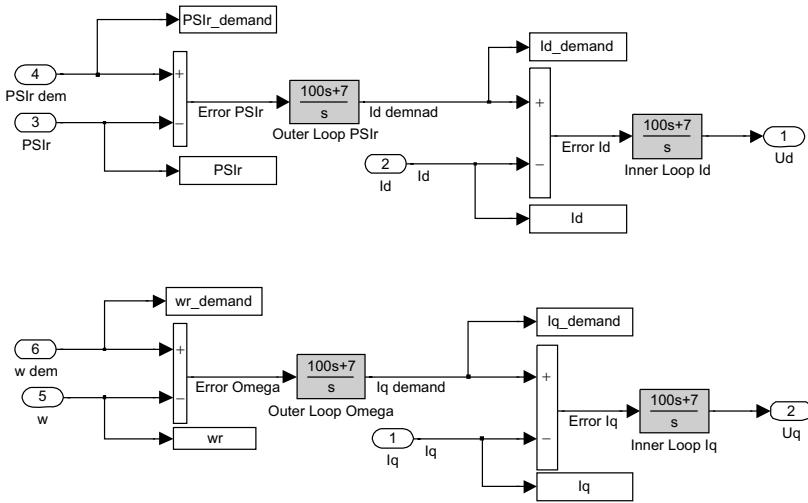 PSIr_demand
4
PSIr dem
3
PSIr
+
−
Error PSIr
100s+7
s
Outer Loop PSIr
Id demnad
PSIr
Id_demand
2
Id
Id
+
−
Error Id
100s+7
s
Inner Loop Id
1
Ud
Id
wr_demand
6
w dem
5
w
+
−
Error Omega
100s+7
s
Outer Loop Omega
Iq demand
wr
Iq_demand
1
Iq
Iq
+
−
Error Iq
100s+7
s
Inner Loop Iq
2
Uq
Iq